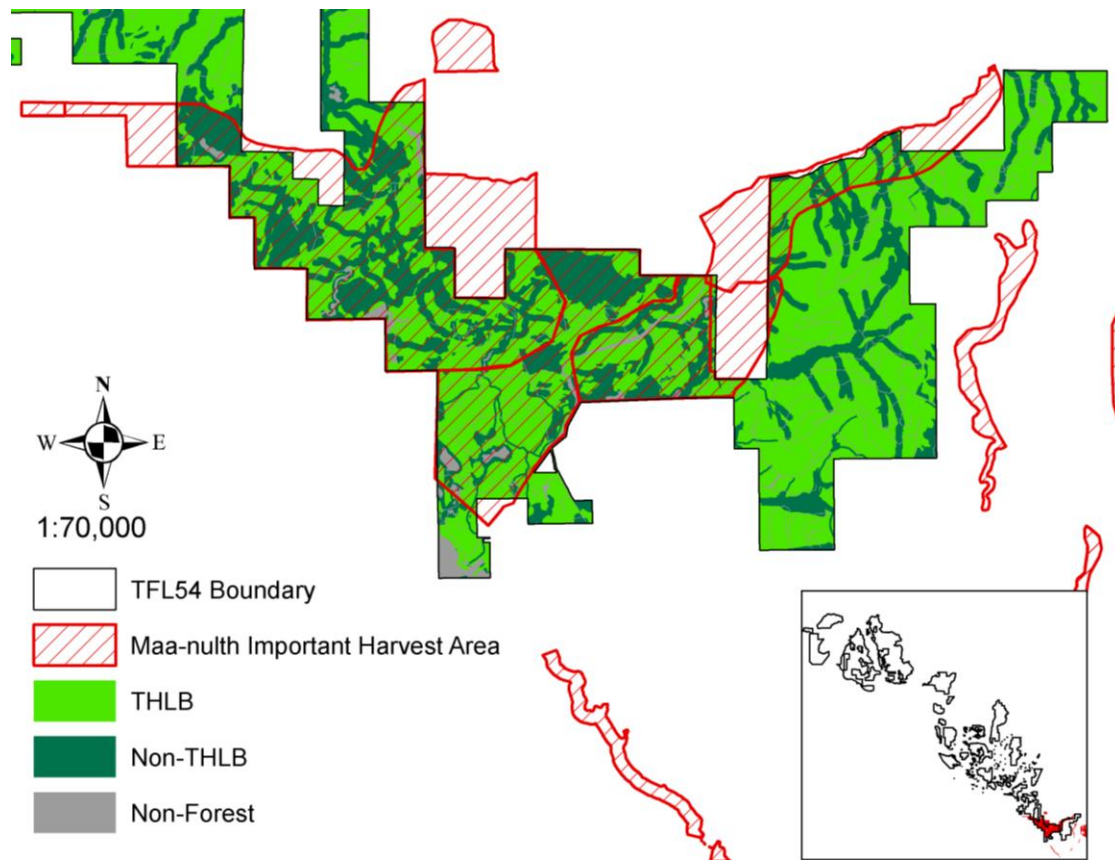 N
W E
S
1:70,000
TFL54 Boundary
Maa-nulth Important Harvest Area
THLB
Non-THLB
Non-Forest